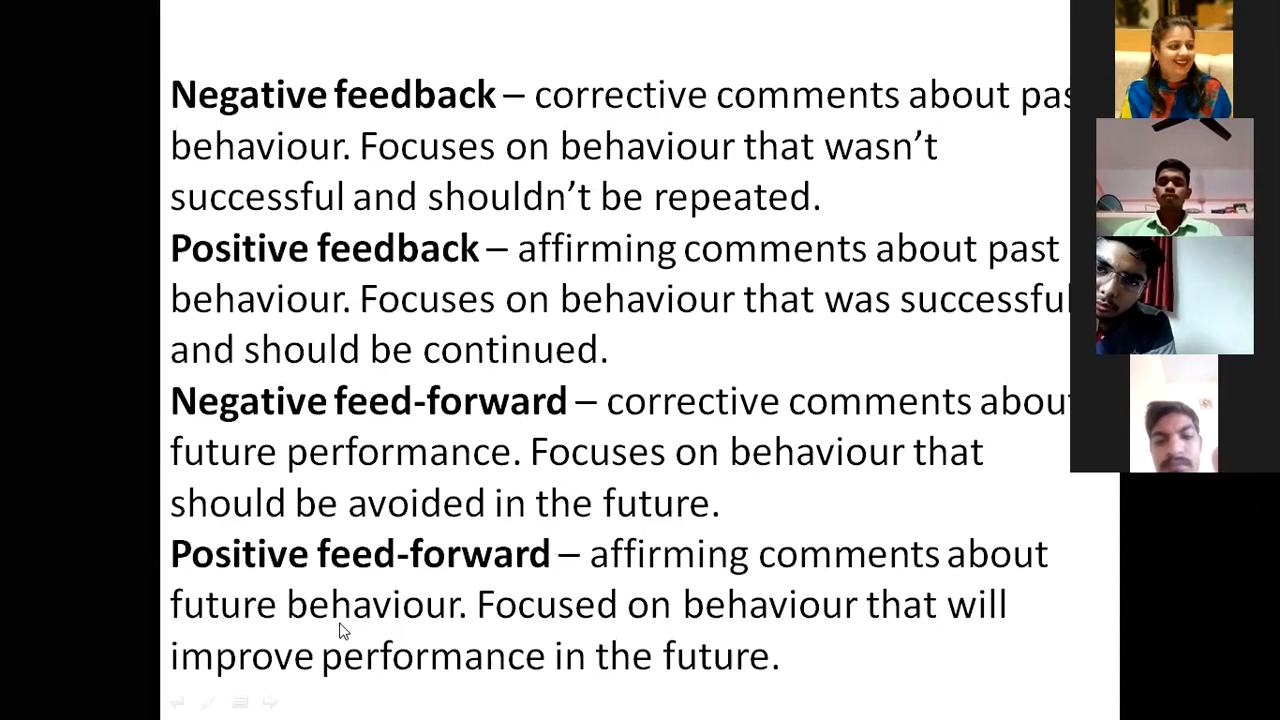 Negative feedback – corrective comments about pas
behaviour. Focuses on behaviour that wasn’t
successful and shouldn’t be repeated.
Positive feedback – affirming comments about past
behaviour. Focuses on behaviour that was successful
and should be continued.
Negative feed-forward – corrective comments about
future performance. Focuses on behaviour that
should be avoided in the future.
Positive feed-forward – affirming comments about
future behaviour. Focused on behaviour that will
improve performance in the future.